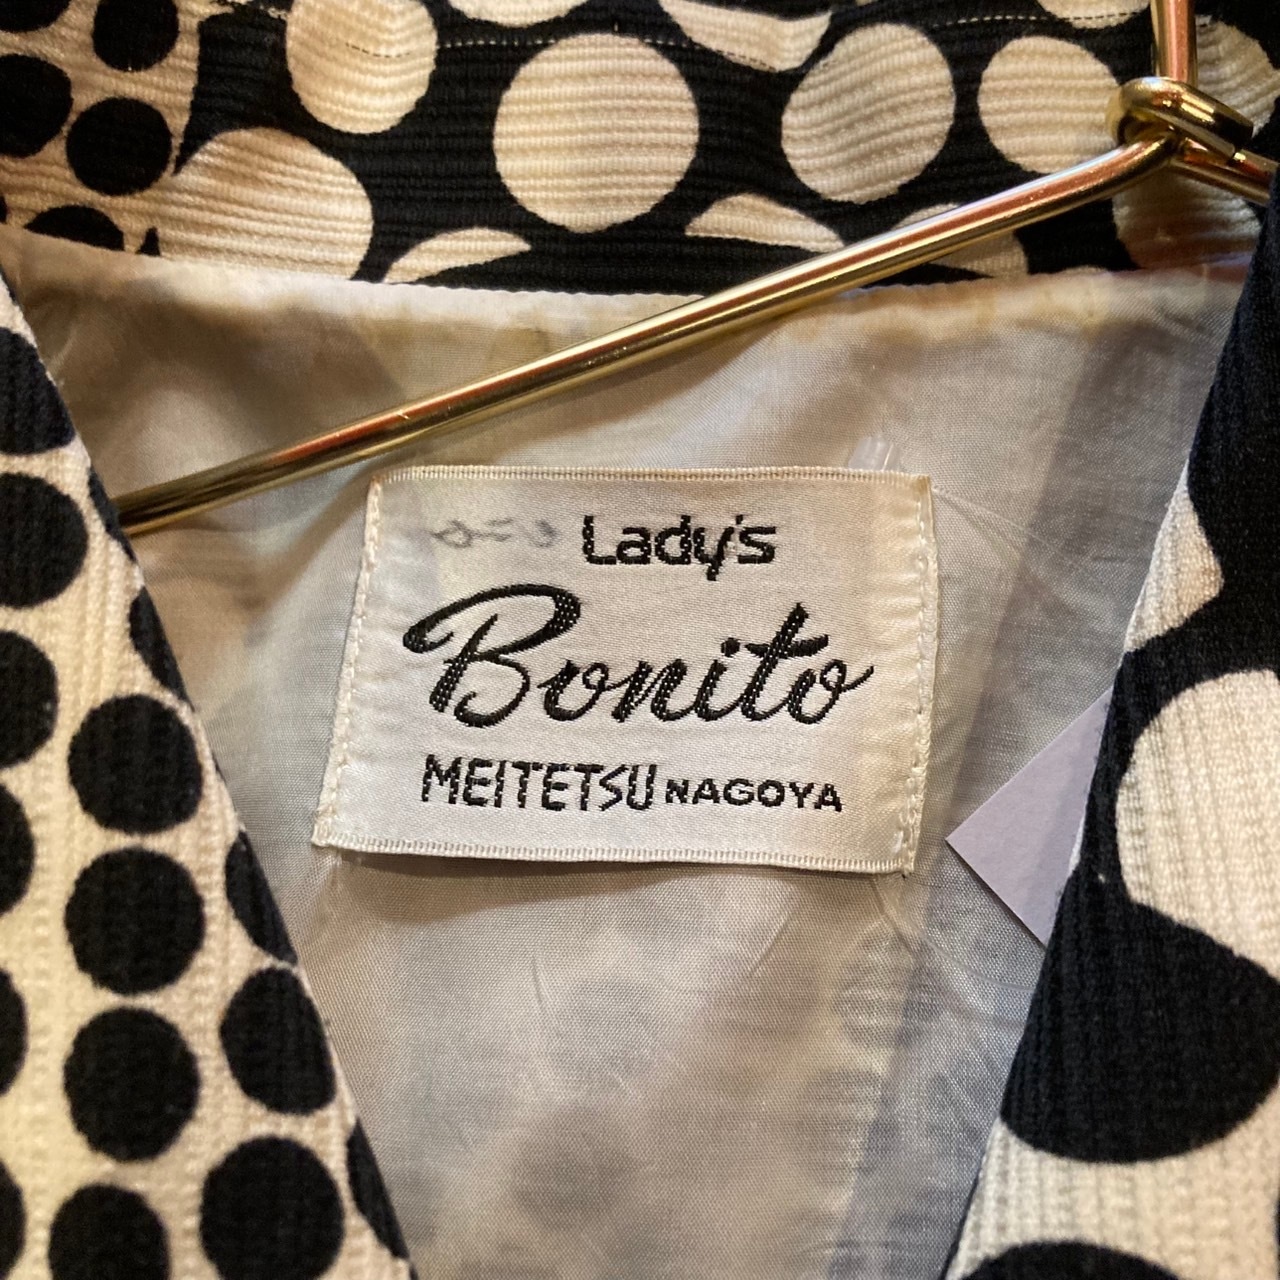 Lady's
Bonito
MEITETSU NAGOYA